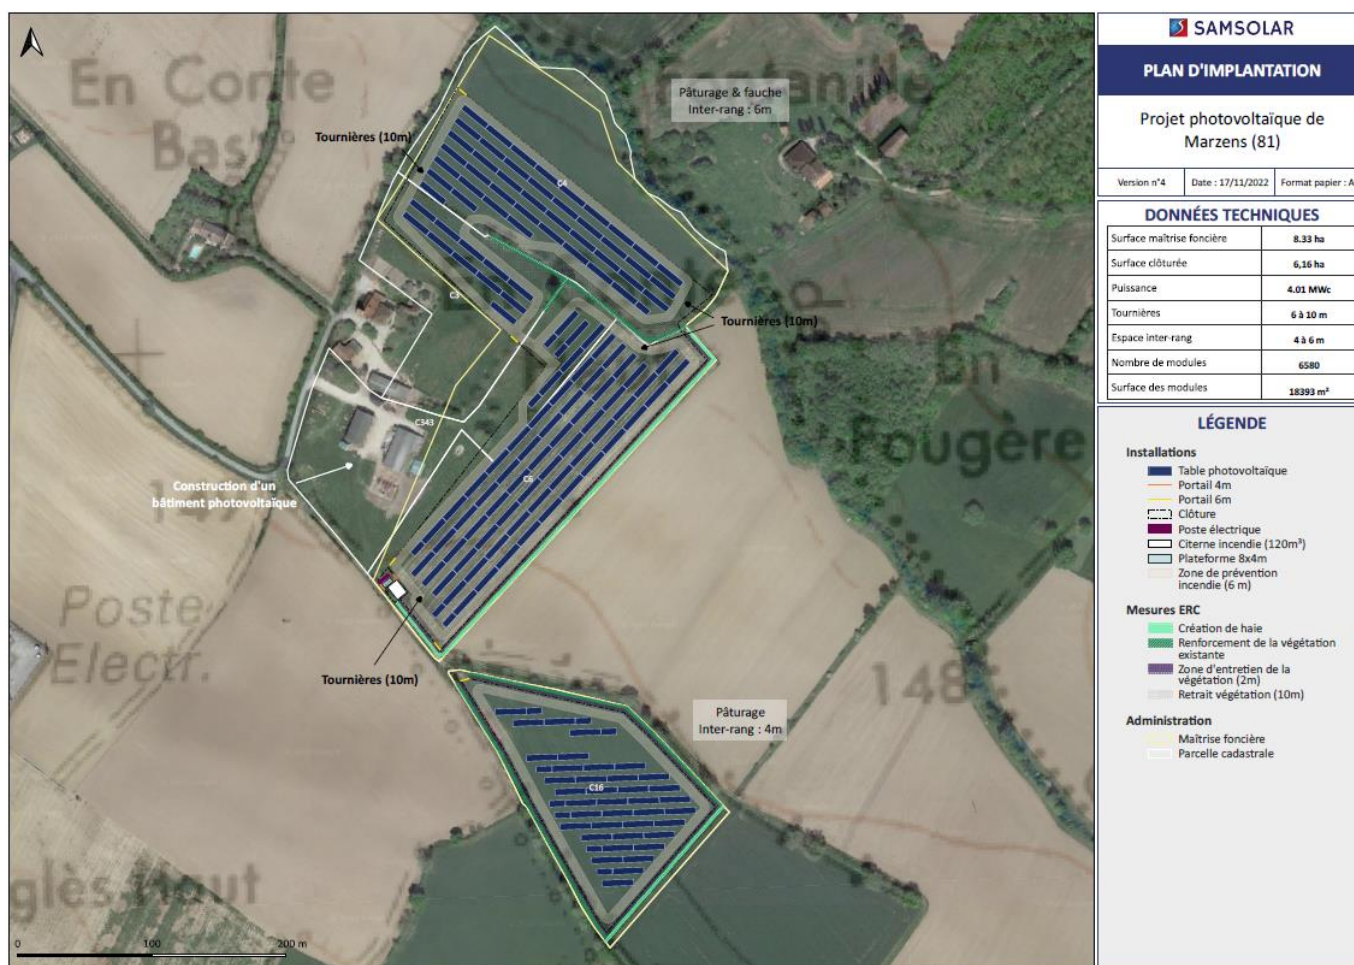 En Conte
Bas
Fontanille
Pâturage & fauche
Inter-rang : 6m
Tournières (10m)
C4
C3
Tournières (10m)
En
Fougère
C343
C6
Construction d'un
bâtiment photovoltaïque
Poste
Electr.
Tournières (10m)
148
Pâturage
Inter-rang : 4m
C16
glès Haut
0 100 200 m
SAMSOLAR
PLAN D'IMPLANTATION
Projet photovoltaïque de
Marzens (81)
Version n°4 Date : 17/11/2022 Format papier : A
DONNÉES TECHNIQUES
Surface maîtrise foncière 8.33 ha
Surface clôturée 6,16 ha
Puissance 4.01 MWc
Tournières 6 à 10 m
Espace inter-rang 4 à 6 m
Nombre de modules 6580
Surface des modules 18393 m²
LÉGENDE
Installations
Table photovoltaïque
Portail 4m
Portail 6m
Clôture
Poste électrique
Citerne incendie (120m³)
Plateforme 8x4m
Zone de prévention
incendie (6 m)
Mesures ERC
Création de haie
Renforcement de la végétation
existante
Zone d'entretien de la
végétation (2m)
Retrait végétation (10m)
Administration
Maîtrise foncière
Parcelle cadastrale